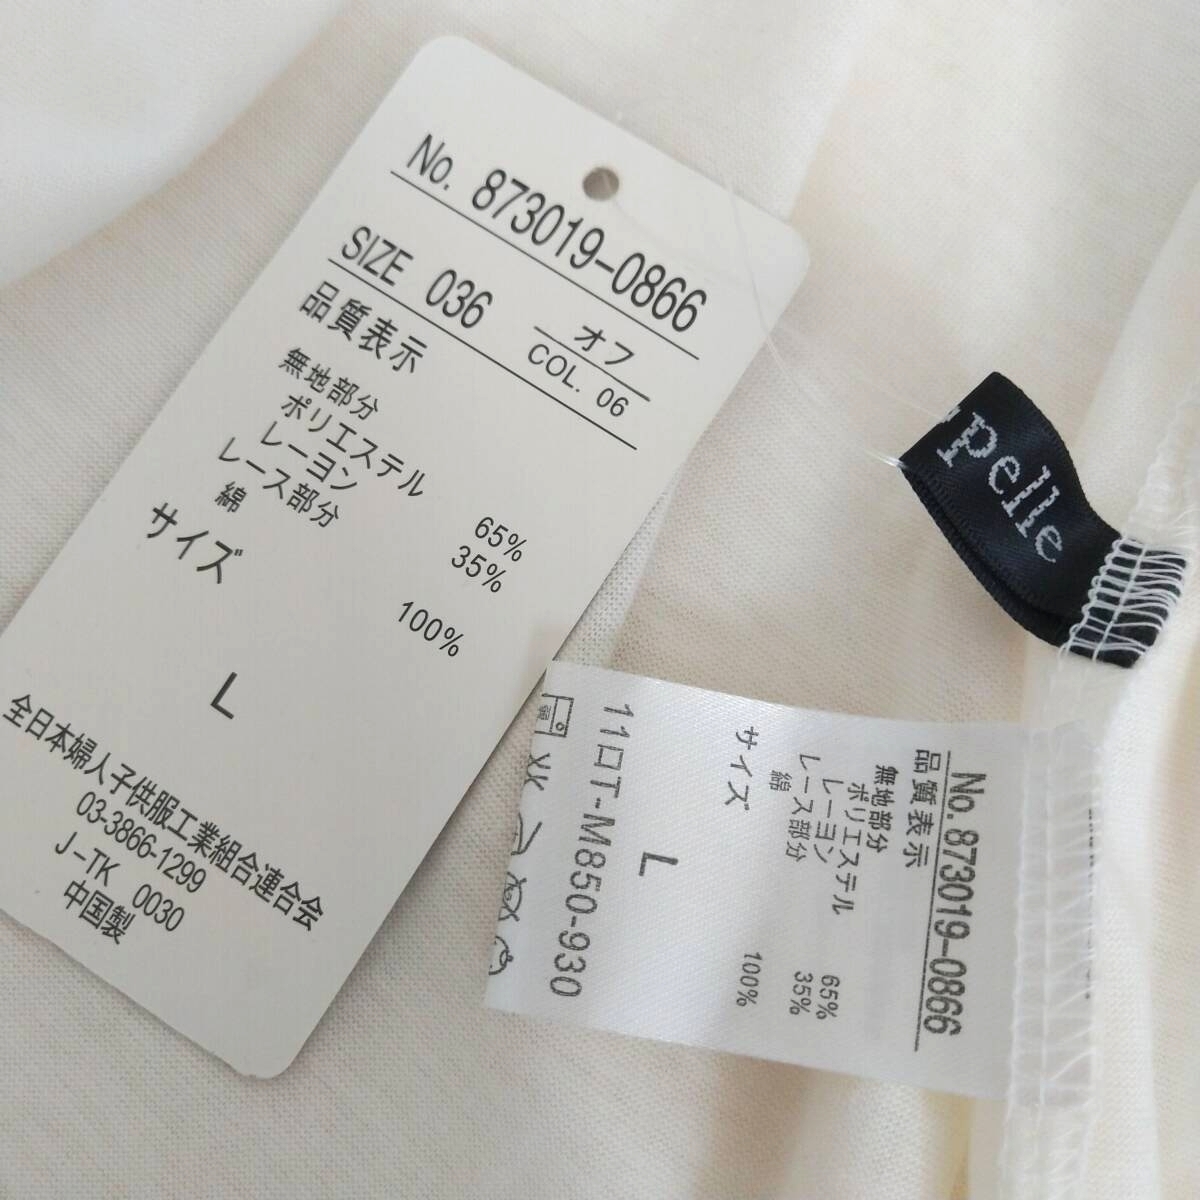 No. 873019-0866
SIZE 036 オフ
COL. 06
品質表示
無地部分
ポリエステル 65%
レーヨン 35%
レース部分
綿 100%
サイズ
L
全日本婦人子供服工業組合連合会
03-3866-1299
J-TK 0030
中国製
pelle
No. 873019-0866
品質表示
無地部分
ポリエステル 65%
レーヨン 35%
レース部分
綿 100%
サイズ
L
11ロT-M850-930